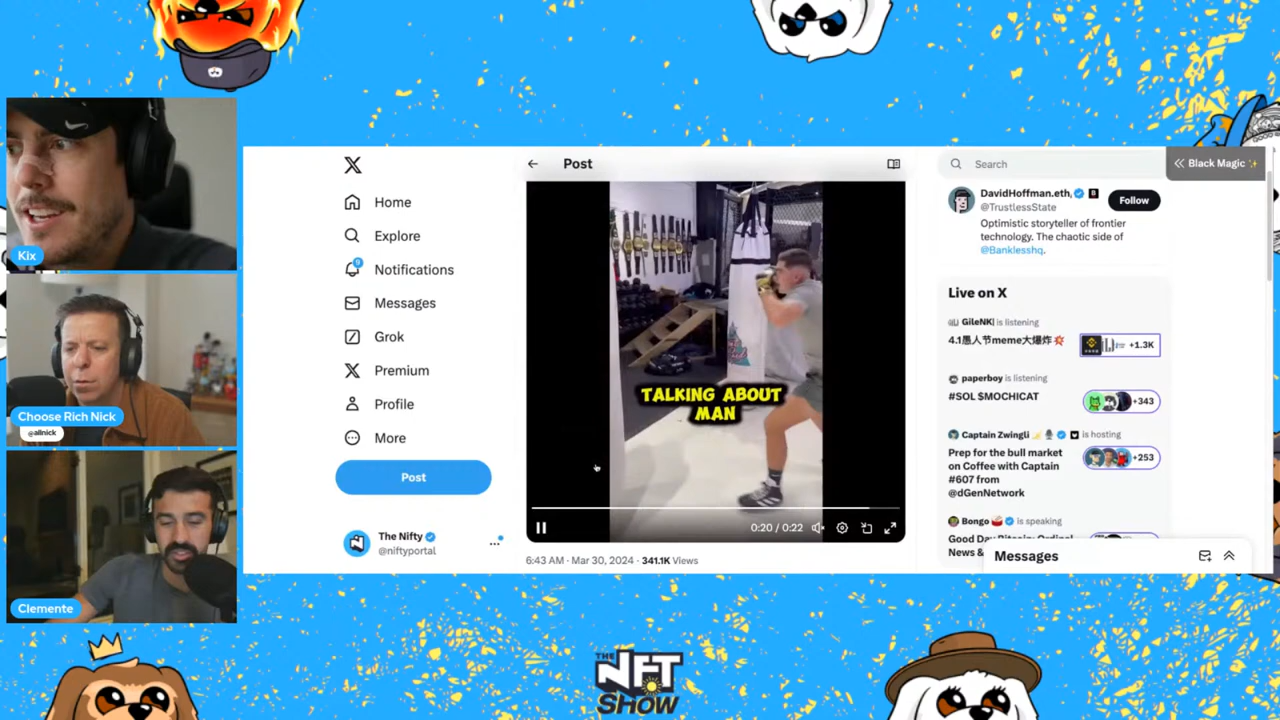 Kix
Choose Rich Nick
@allnick
Clemente
X
Home
Explore
Notifications
Messages
Grok
Premium
Profile
More
Post
The Nifty
@niftyportal
Post
TALKING ABOUT
MAN
0:20 / 0:22
6:43 AM · Mar 30, 2024 · 341.1K Views
Search
Black Magic ✨
DavidHoffman.eth,
@TrustlessState
Follow
Optimistic storyteller of frontier
technology. The chaotic side of
@Banklesshq.
Live on X
GileNK| is listening
4.1愚人节meme大爆炸💥
+1.3K
paperboy is listening
#SOL $MOCHICAT
+343
Captain Zwingli is hosting
Prep for the bull market
on Coffee with Captain
#607 from
@dGenNetwork
+253
Bongo is speaking
Messages
THE
NFT
SHOW